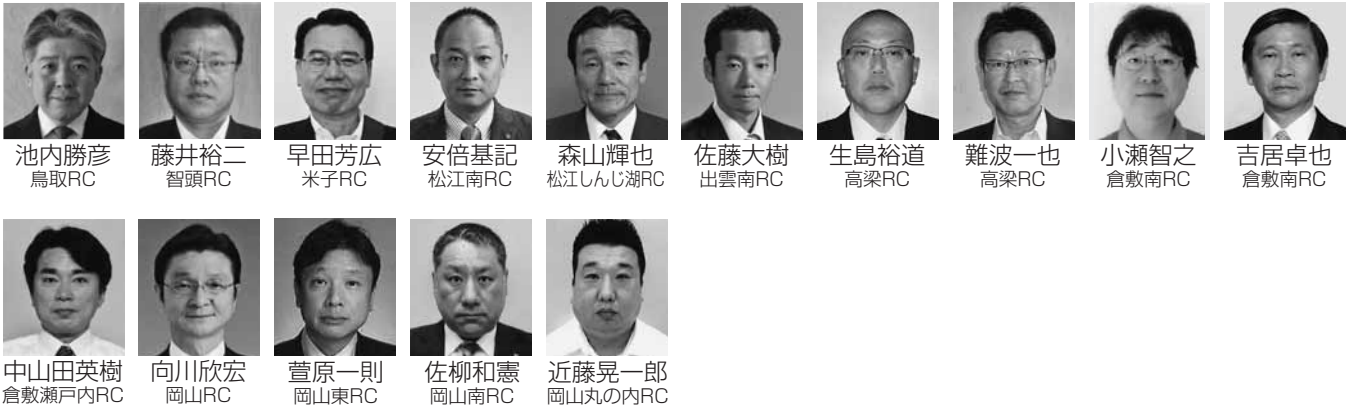 池内勝彦 藤井裕二 早田芳広 安倍基記 森山輝也 佐藤大樹 生島裕道 難波一也 小瀬智之 吉居卓也
鳥取RC 智頭RC 米子RC 松江南RC 松江しんじ湖RC 出雲南RC 高梁RC 高梁RC 倉敷南RC 倉敷南RC
中山田英樹 向川欣宏 萱原一則 佐柳和憲 近藤晃一郎
倉敷瀬戸内RC 岡山RC 岡山東RC 岡山南RC 岡山丸の内RC